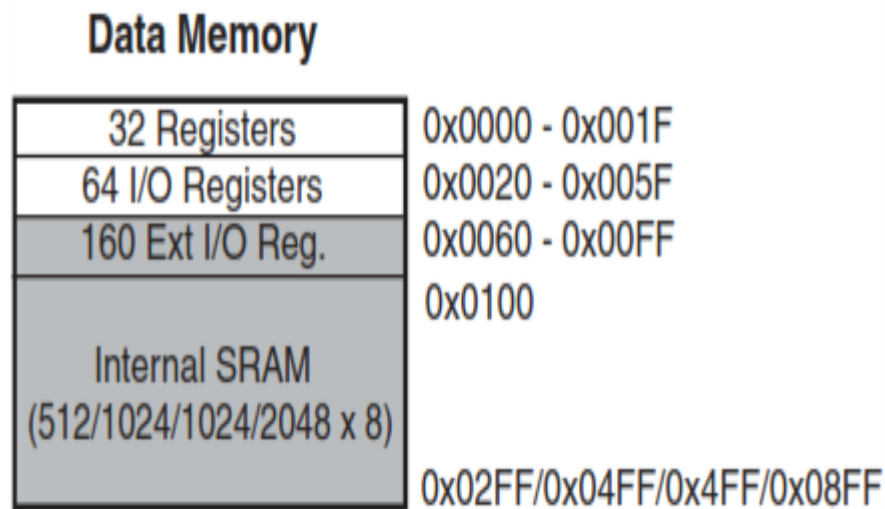 Data Memory
32 Registers 0x0000 - 0x001F
64 I/O Registers 0x0020 - 0x005F
160 Ext I/O Reg. 0x0060 - 0x00FF
0x0100
Internal SRAM
(512/1024/1024/2048 x 8)
0x02FF/0x04FF/0x4FF/0x08FF